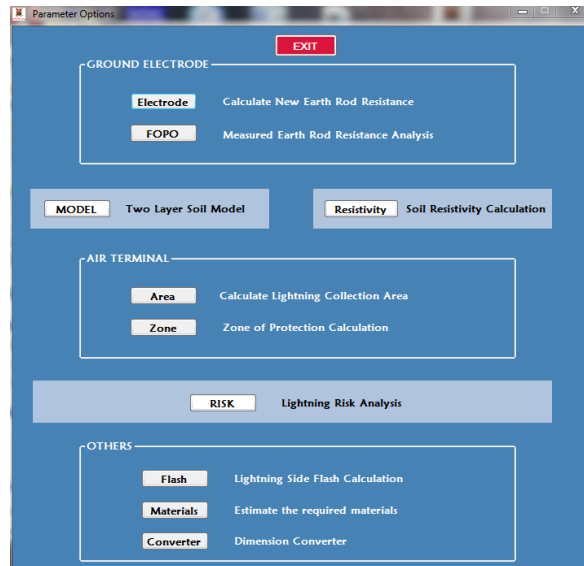 Parameter Options
EXIT
GROUND ELECTRODE
Electrode Calculate New Earth Rod Resistance
FOPO Measured Earth Rod Resistance Analysis
MODEL Two Layer Soil Model Resistivity Soil Resistivity Calculation
AIR TERMINAL
Area Calculate Lightning Collection Area
Zone Zone of Protection Calculation
RISK Lightning Risk Analysis
OTHERS
Flash Lightning Side Flash Calculation
Materials Estimate the required materials
Converter Dimension Converter